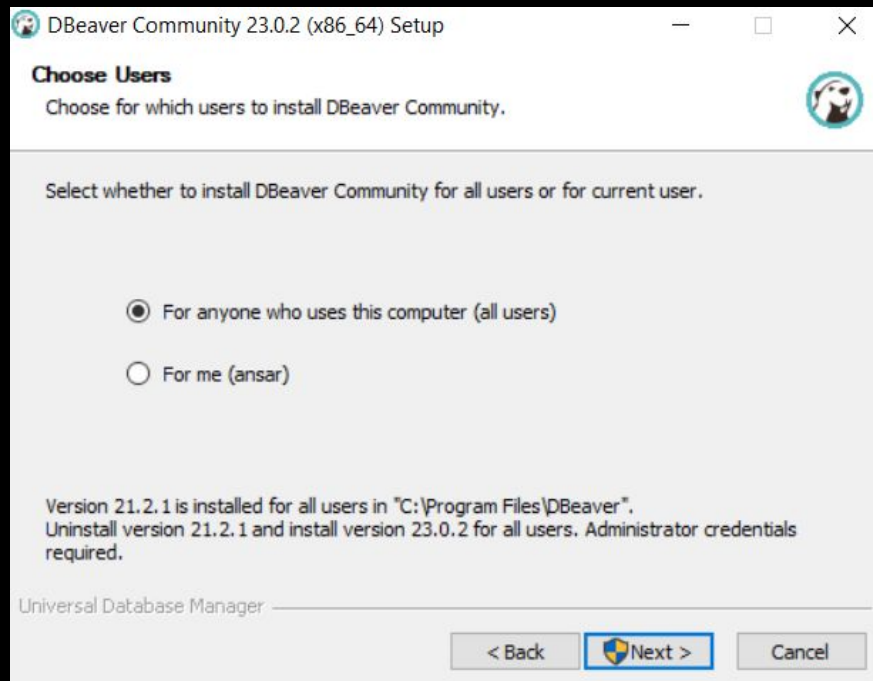 DBeaver Community 23.0.2 (x86_64) Setup
Choose Users
Choose for which users to install DBeaver Community.
Select whether to install DBeaver Community for all users or for current user.
For anyone who uses this computer (all users)
For me (ansar)
Version 21.2.1 is installed for all users in "C:\Program Files\DBeaver".
Uninstall version 21.2.1 and install version 23.0.2 for all users. Administrator credentials
required.
Universal Database Manager
< Back Next > Cancel